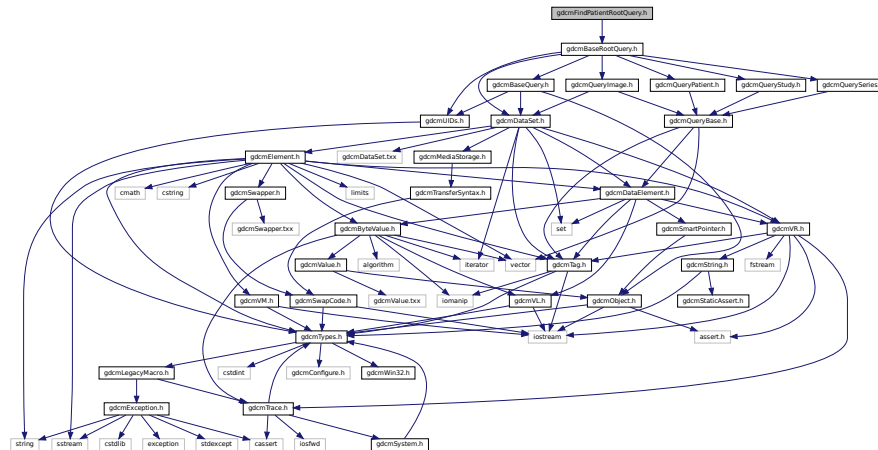 gdcmFindPatientRootQuery.h
gdcmBaseRootQuery.h
gdcmBaseQuery.h
gdcmQueryImage.h
gdcmQueryPatient.h
gdcmQueryStudy.h
gdcmQuerySeries
gdcmUIDs.h
gdcmDataSet.h
gdcmQueryBase.h
gdcmElement.h
gdcmDataSet.txx
gdcmMediaStorage.h
cmath
cstring
gdcmSwapper.h
limits
gdcmTransferSyntax.h
gdcmDataElement.h
gdcmSwapper.txx
gdcmByteValue.h
set
gdcmSmartPointer.h
gdcmVR.h
gdcmValue.h
algorithm
iterator
vector
gdcmTag.h
gdcmString.h
fstream
gdcmVM.h
gdcmSwapCode.h
gdcmValue.txx
iomanip
gdcmVL.h
gdcmObject.h
gdcmStaticAssert.h
gdcmTypes.h
iostream
assert.h
gdcmLegacyMacro.h
cstdint
gdcmConfigure.h
gdcmWin32.h
gdcmException.h
gdcmTrace.h
string
sstream
cstdlib
exception
stdexcept
cassert
iosfwd
gdcmSystem.h